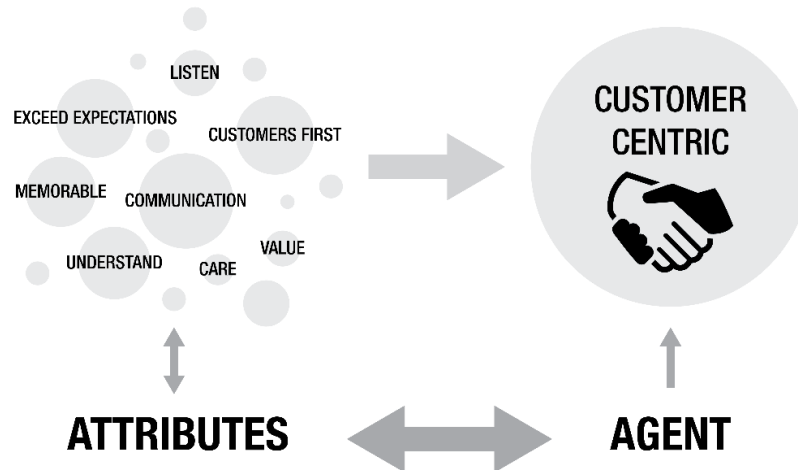 LISTEN
EXCEED EXPECTATIONS
CUSTOMERS FIRST
MEMORABLE
COMMUNICATION
UNDERSTAND
CARE
VALUE
CUSTOMER
CENTRIC
ATTRIBUTES
AGENT